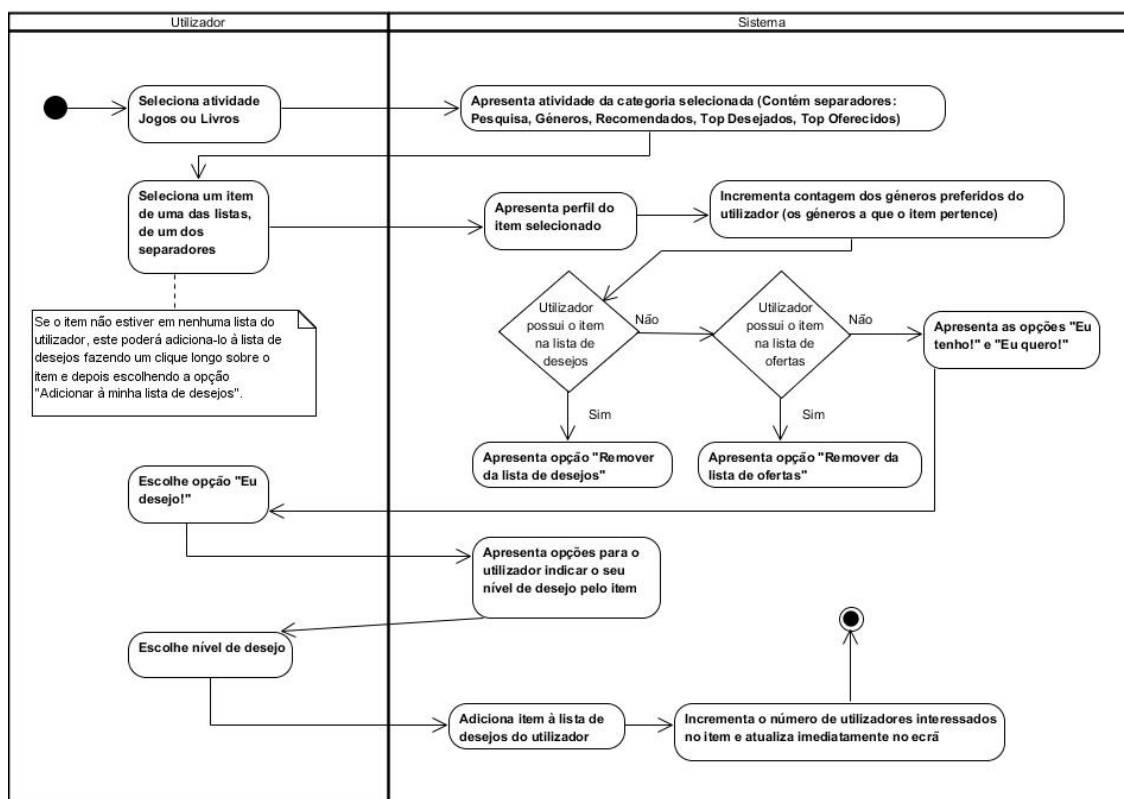 Utilizador
Sistema
Seleciona atividade
Jogos ou Livros
Apresenta atividade da categoria selecionada (Contém separadores:
Pesquisa, Géneros, Recomendados, Top Desejados, Top Oferecidos)
Seleciona um item
de uma das listas,
de um dos
separadores
Apresenta perfil do
item selecionado
Incrementa contagem dos géneros preferidos do
utilizador (os géneros a que o item pertence)
Se o item não estiver em nenhuma lista do
utilizador, este poderá adiciona-lo à lista de
desejos fazendo um clique longo sobre o
item e depois escolhendo a opção
"Adicionar à minha lista de desejos".
Utilizador
possui o item
na lista de
desejos
Não
Utilizador
possui o item
na lista de
ofertas
Não
Apresenta as opções "Eu
tenho!" e "Eu quero!"
Sim
Sim
Apresenta opção "Remover
da lista de desejos"
Apresenta opção "Remover da
lista de ofertas"
Escolhe opção "Eu
desejo!"
Apresenta opções para o
utilizador indicar o seu
nível de desejo pelo item
Escolhe nível de desejo
Adiciona item à lista de
desejos do utilizador
Incrementa o número de utilizadores interessados
no item e atualiza imediatamente no ecrã